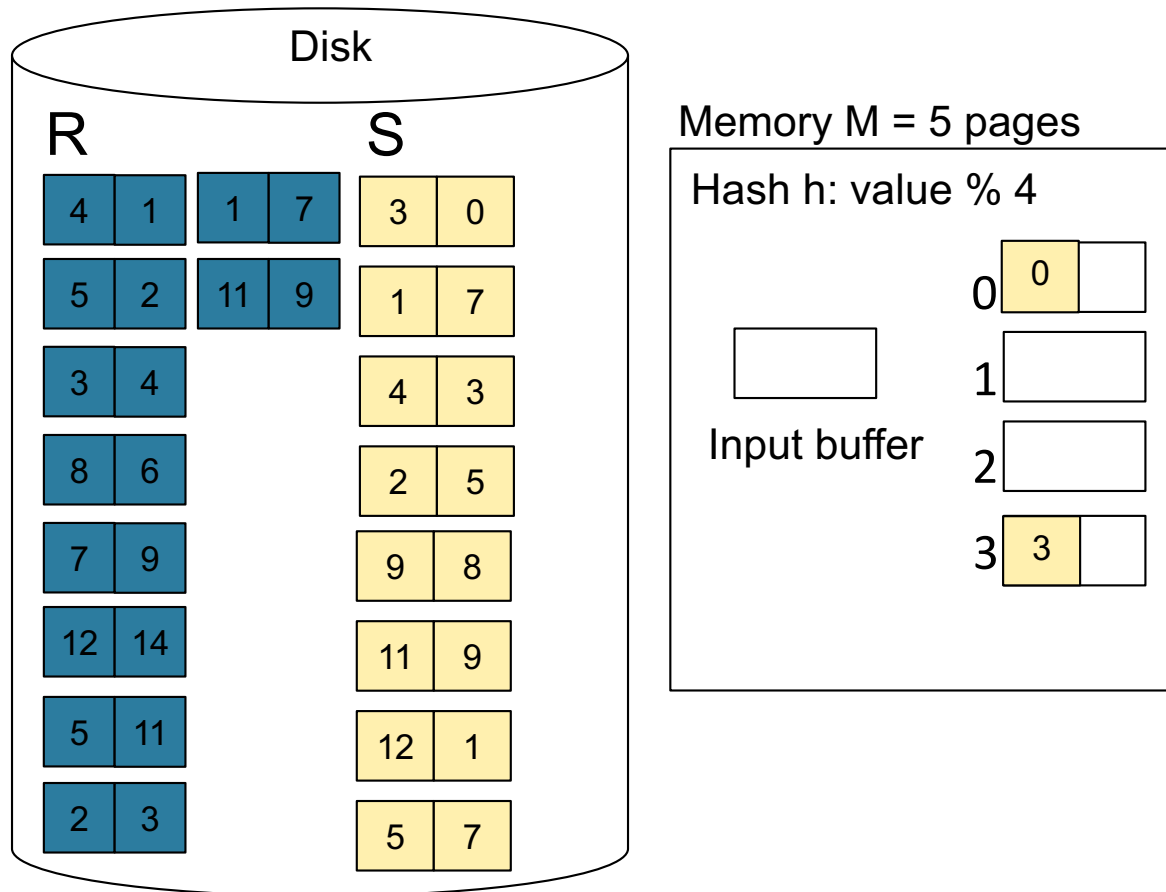 Disk
R S
4 1 1 7 3 0
5 2 11 9 1 7
3 4 4 3
8 6 2 5
7 9 9 8
12 14 11 9
5 11 12 1
2 3 5 7
Memory M = 5 pages
Hash h: value % 4
0 0
1
Input buffer
2
3 3